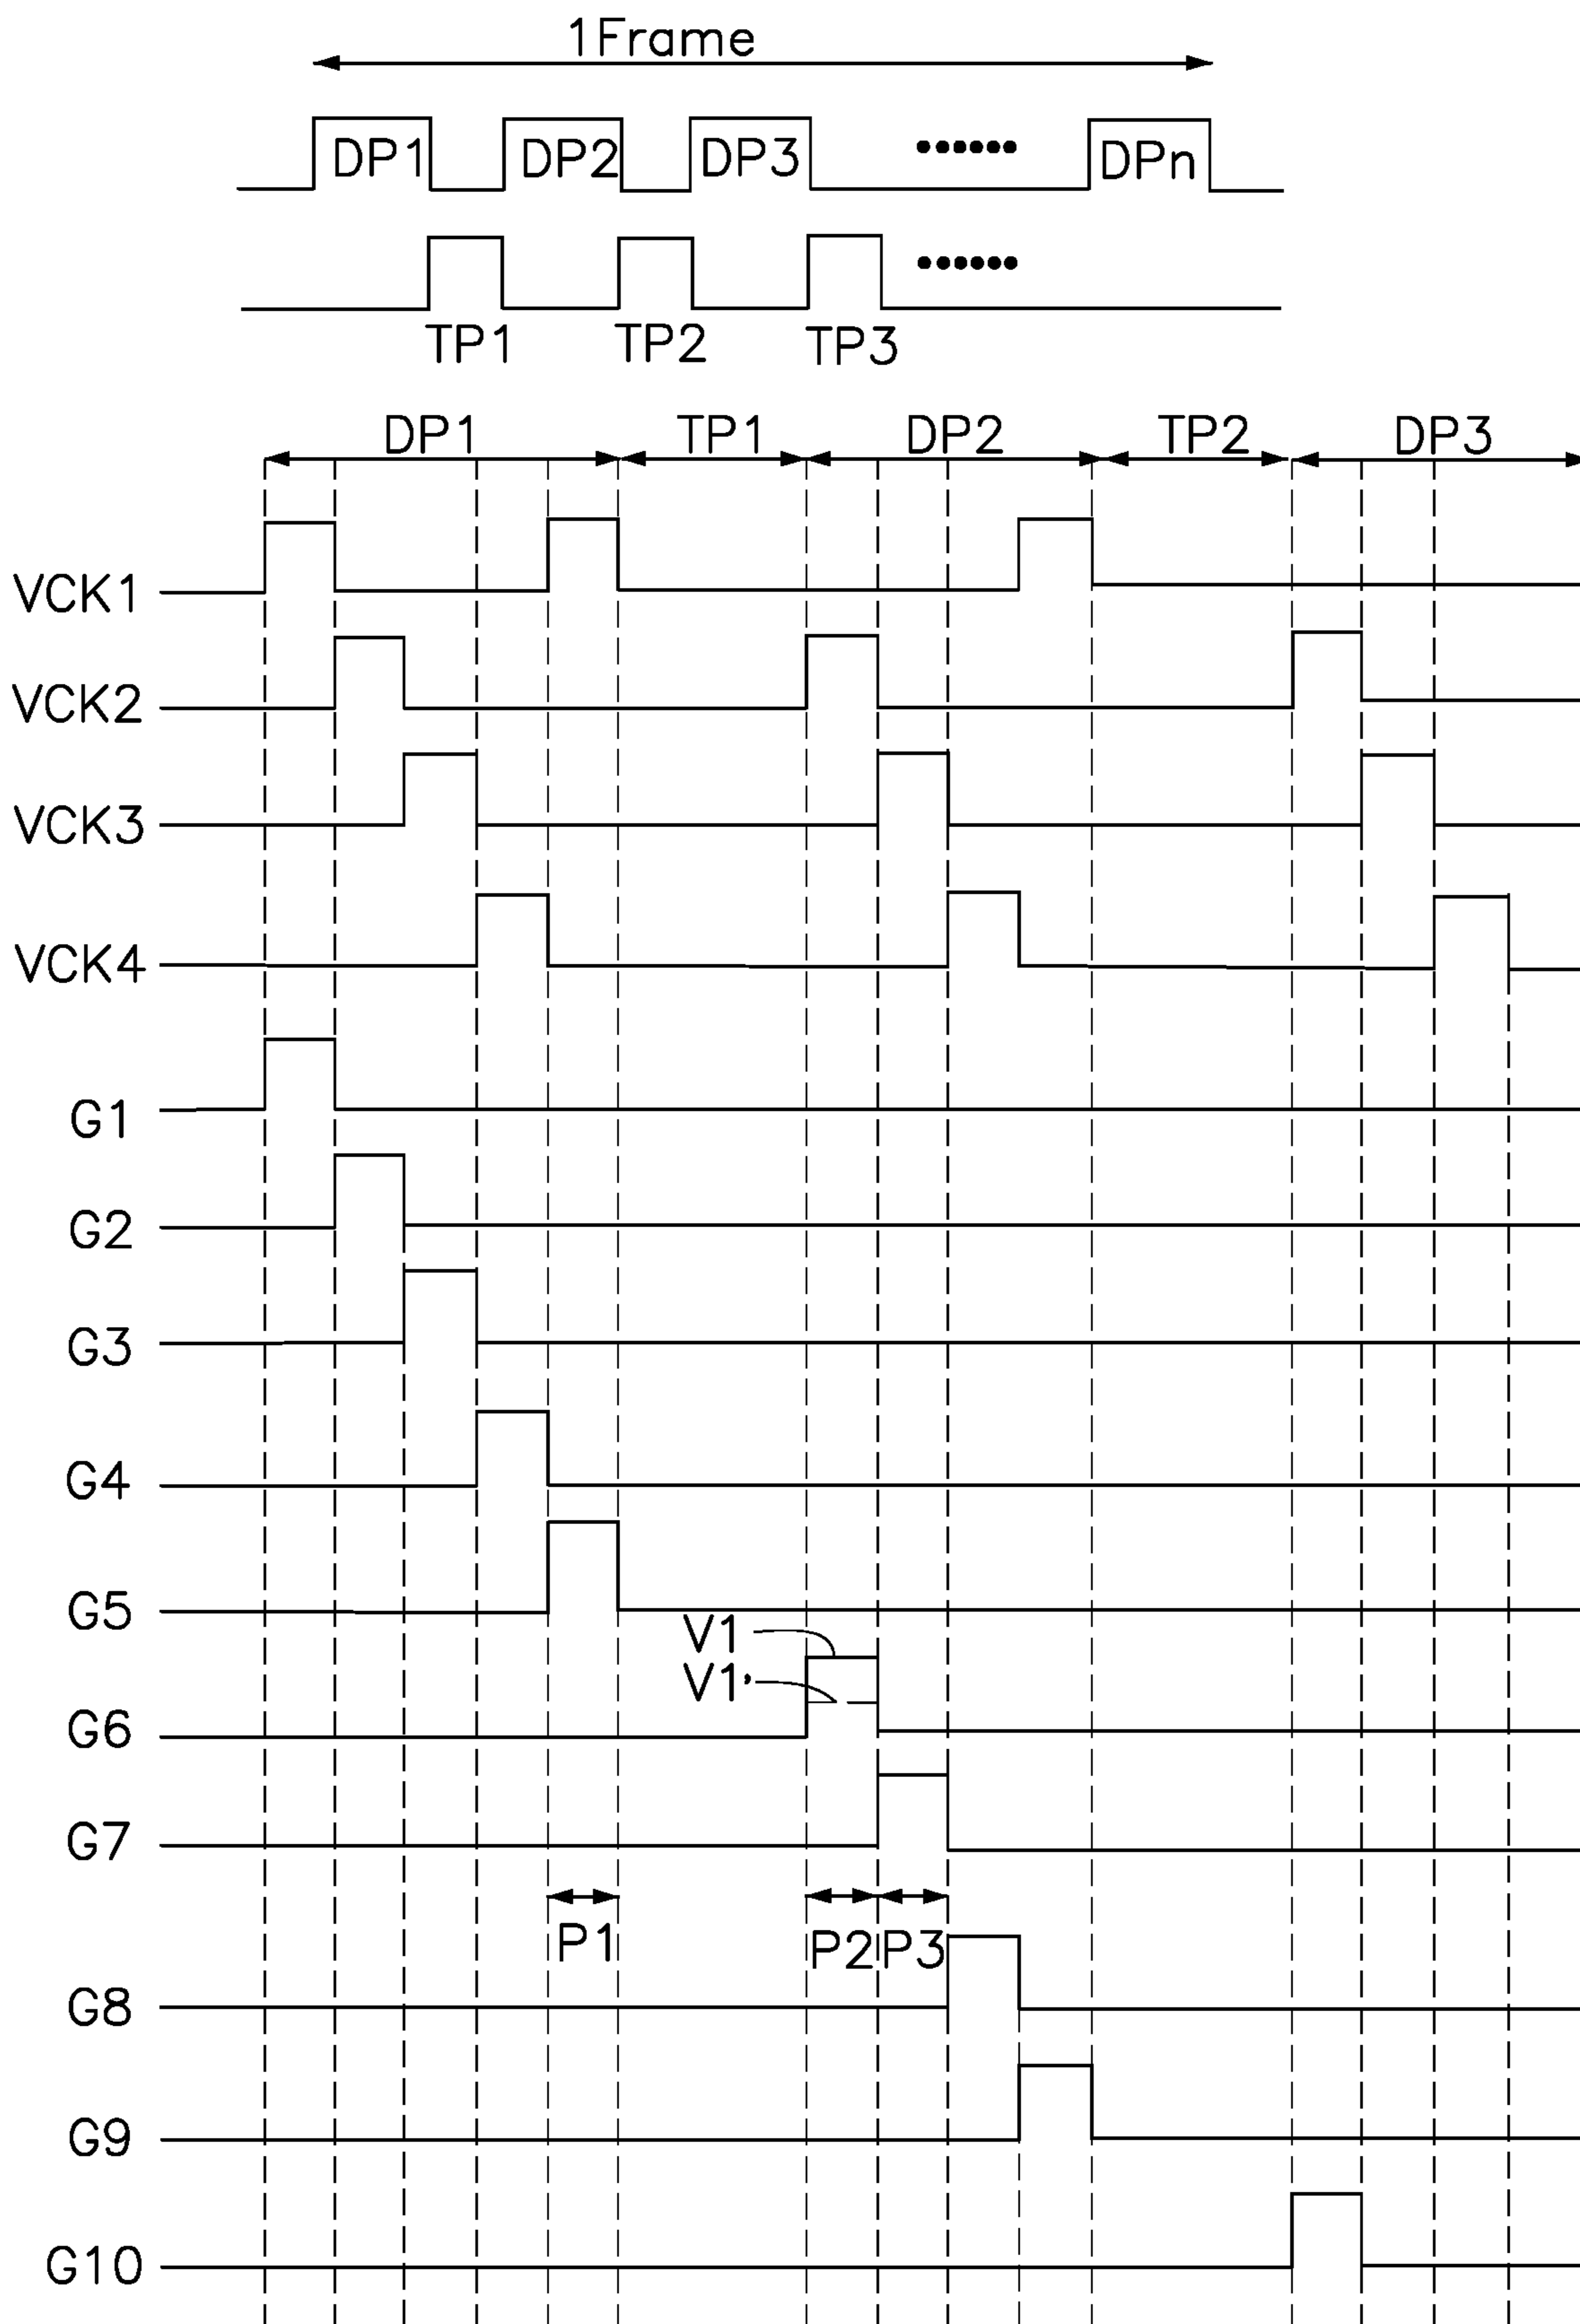 1Frame
DP1 DP2 DP3 DPn
TP1 TP2 TP3
DP1 TP1 DP2 TP2 DP3
VCK1
VCK2
VCK3
VCK4
G1
G2
G3
G4
G5
V1
V1'
G6
G7
P1 P2 P3
G8
G9
G10